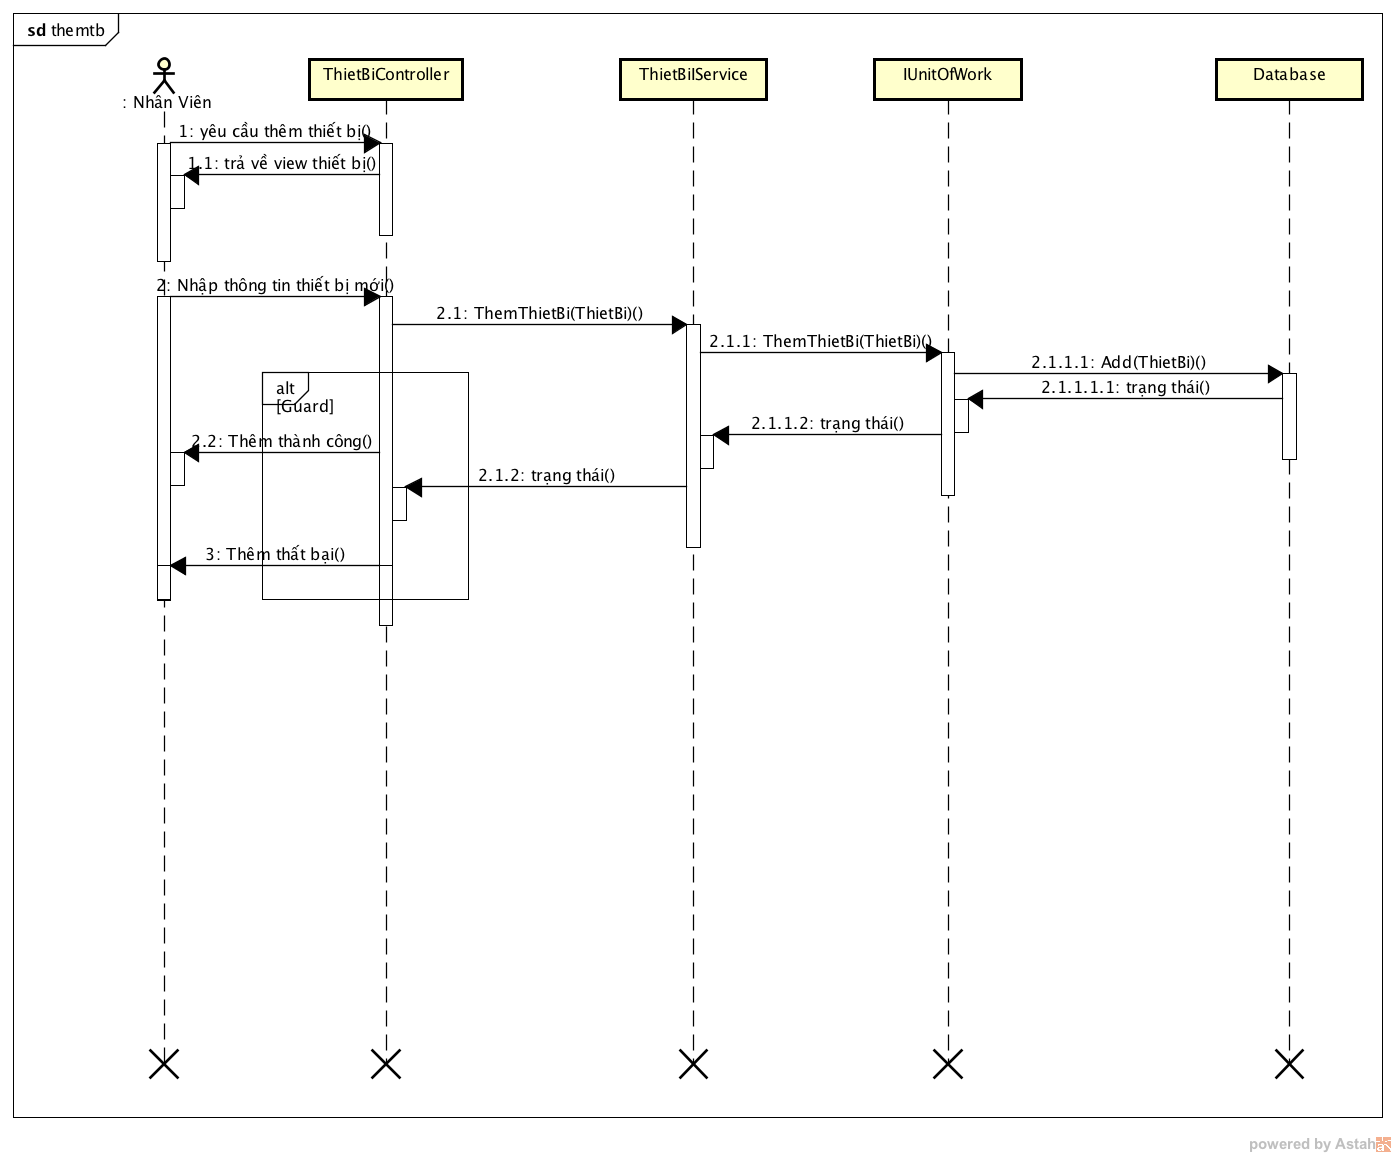 sd themtb
: Nhân Viên
ThietBiController
ThietBiIService
IUnitOfWork
Database
1: yêu cầu thêm thiết bị()
1.1: trả về view thiết bị()
2: Nhập thông tin thiết bị mới()
2.1: ThemThietBi(ThietBi)()
2.1.1: ThemThietBi(ThietBi)()
2.1.1.1: Add(ThietBi)()
2.1.1.1.1: trạng thái()
alt
[Guard]
2.1.1.2: trạng thái()
2.2: Thêm thành công()
2.1.2: trạng thái()
3: Thêm thất bại()
powered by Astah